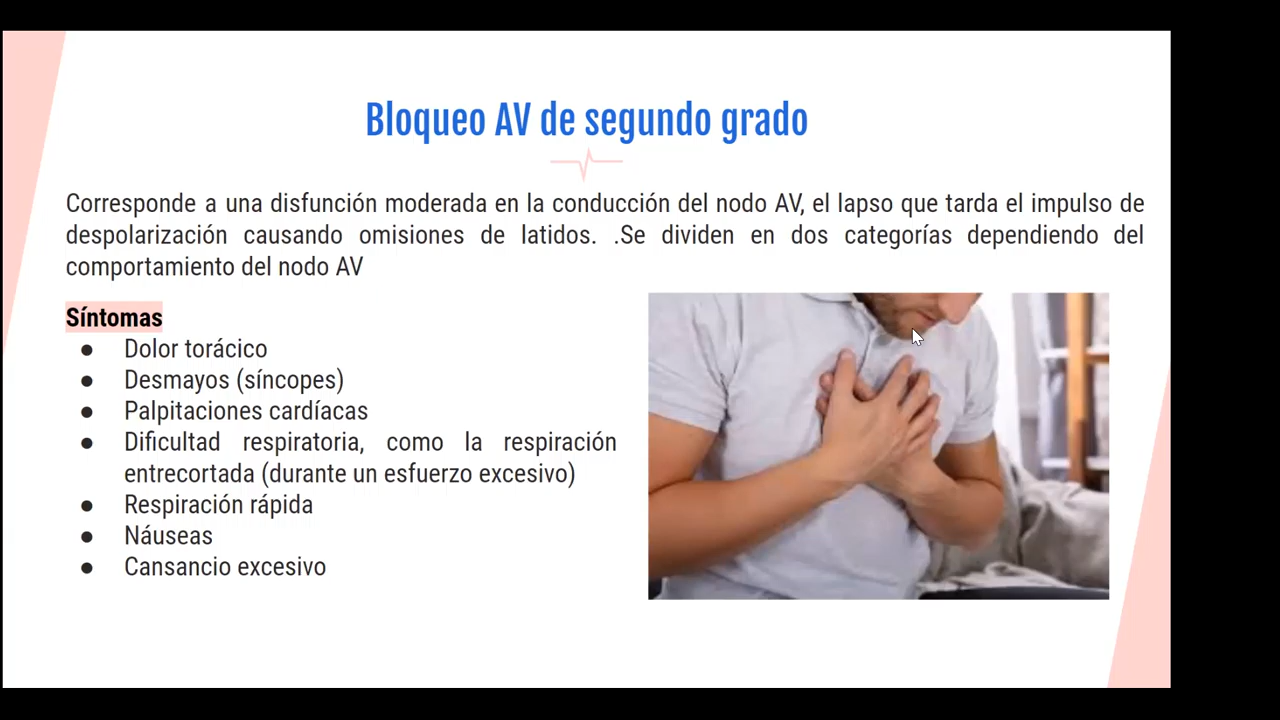 Bloqueo AV de segundo grado
Corresponde a una disfunción moderada en la conducción del nodo AV, el lapso que tarda el impulso de
despolarización causando omisiones de latidos. .Se dividen en dos categorías dependiendo del
comportamiento del nodo AV
Síntomas
● Dolor torácico
● Desmayos (síncopes)
● Palpitaciones cardíacas
● Dificultad respiratoria, como la respiración
entrecortada (durante un esfuerzo excesivo)
● Respiración rápida
● Náuseas
● Cansancio excesivo